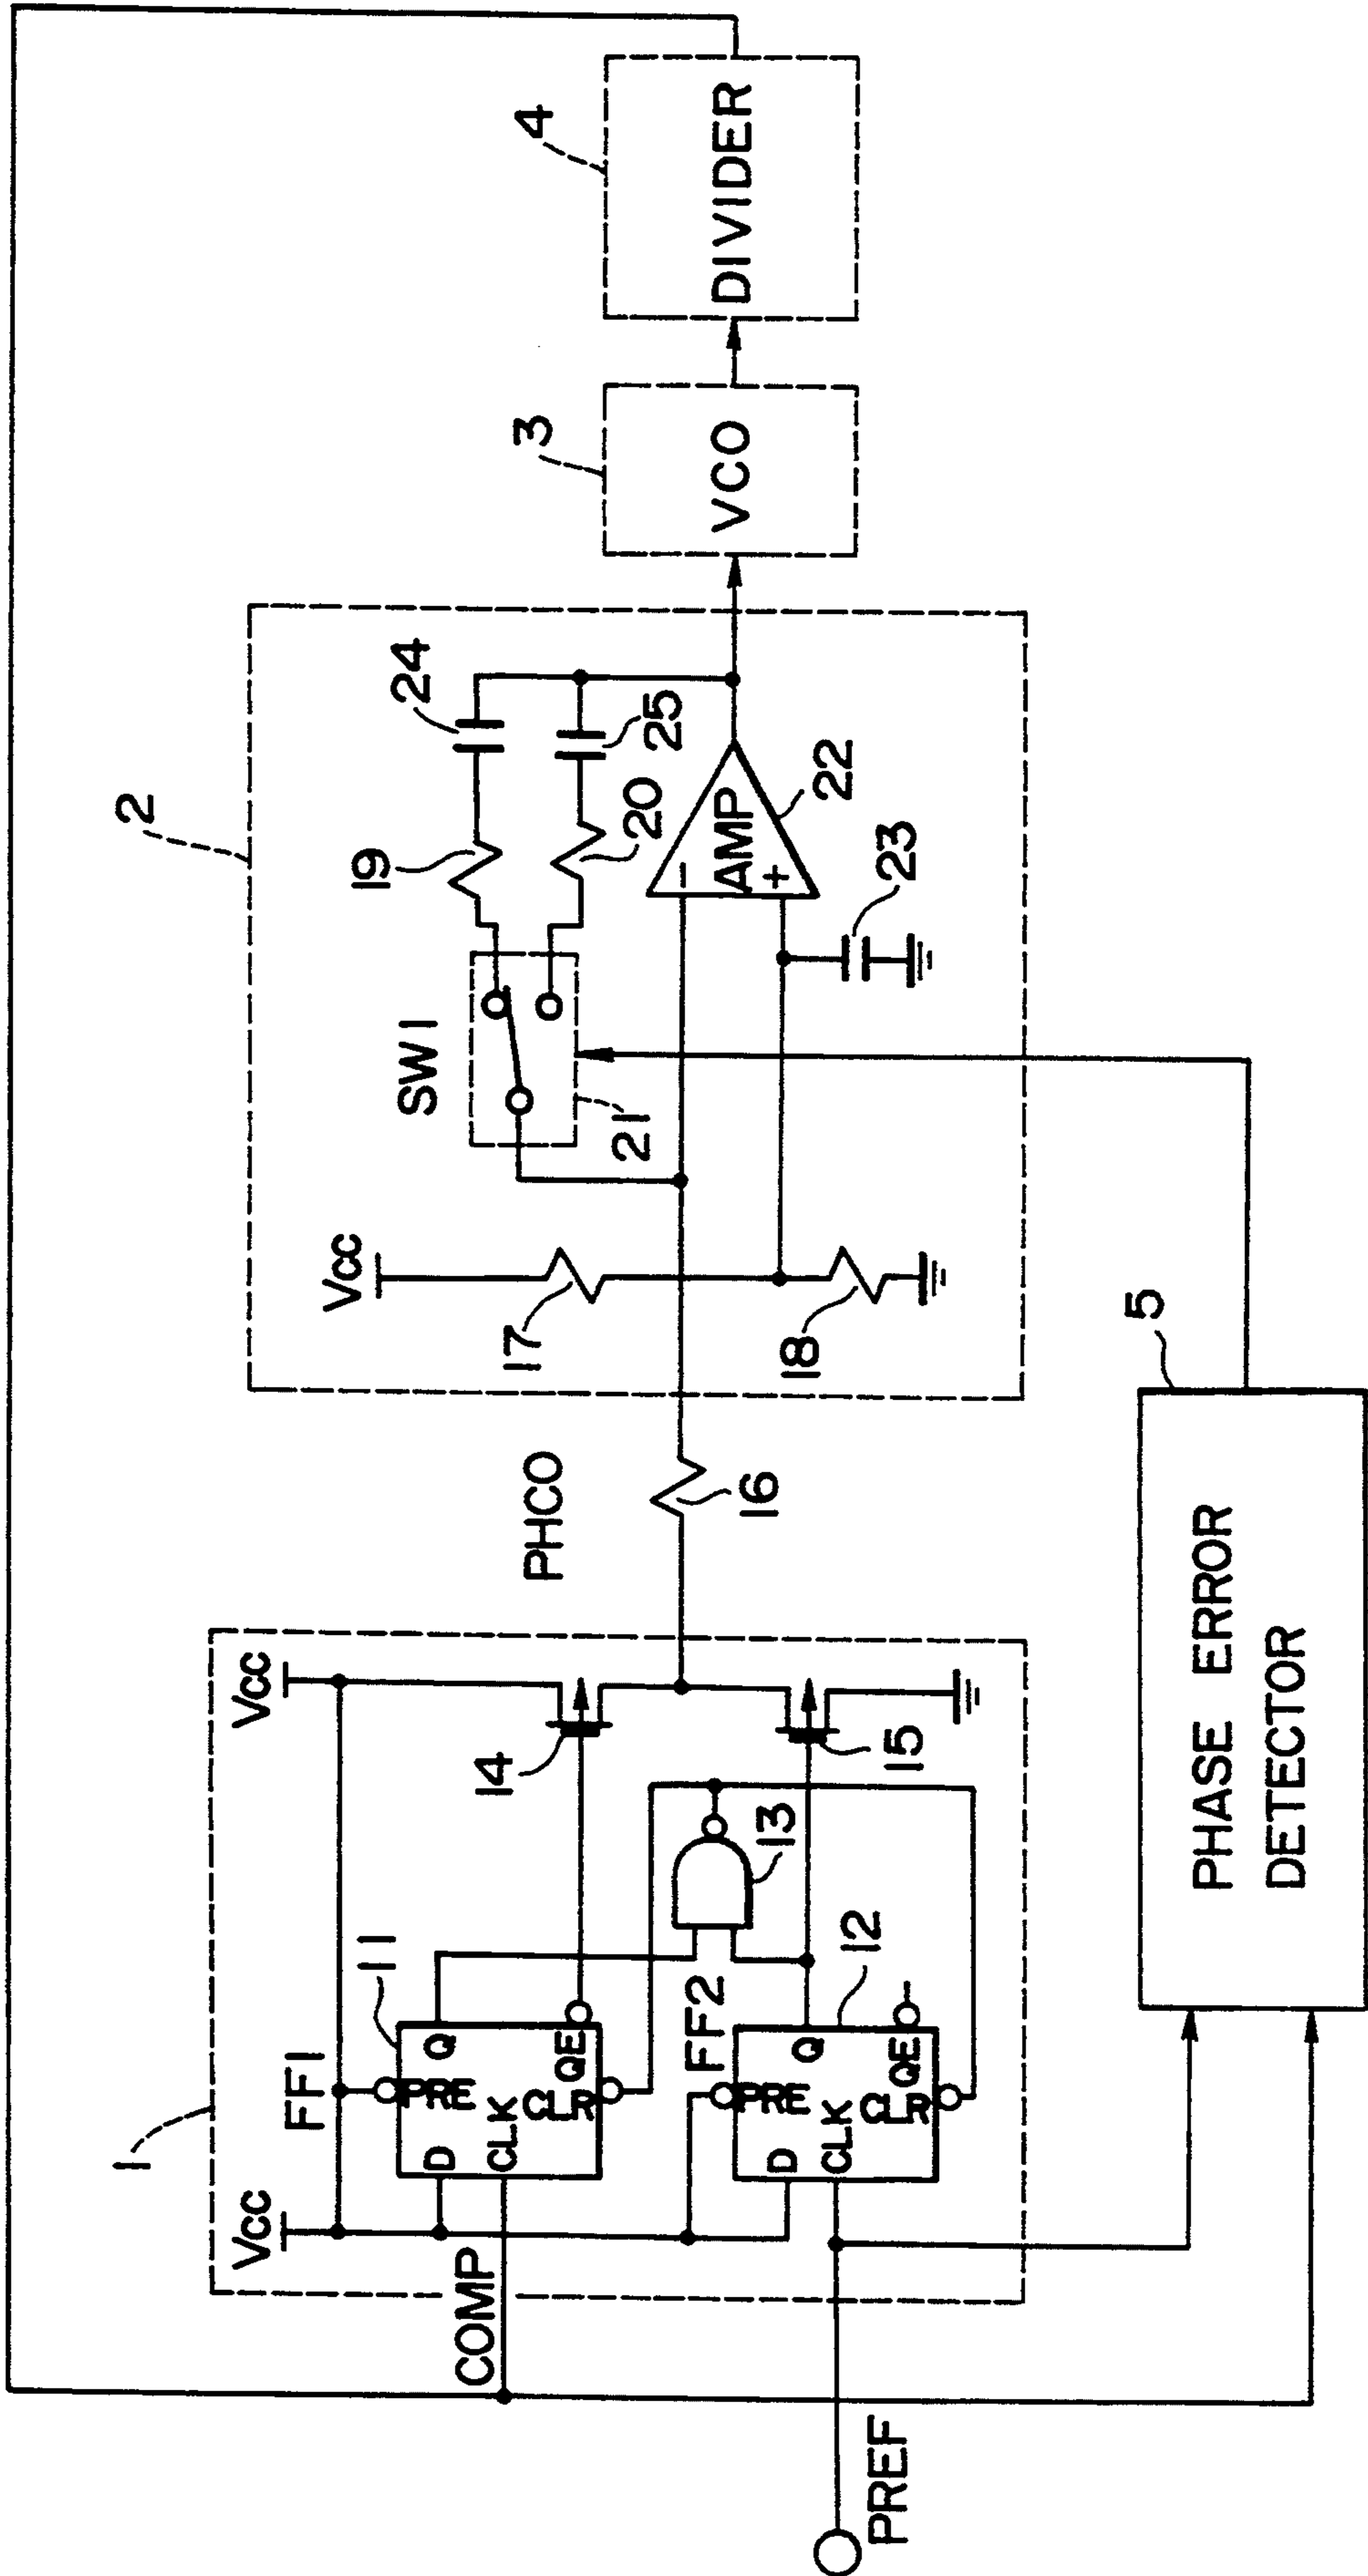 1
Vcc
Vcc
FF1
11
PRE
Q
D
CLK
QE
CLR
COMP
14
13
FF2
PRE
Q
12
D
CLK
QE
CLR
15
PREF
PHCO
16
2
Vcc
17
18
SW1
21
19
24
20
25
AMP
−
+
22
23
3
VCO
4
DIVIDER
5
PHASE ERROR
DETECTOR